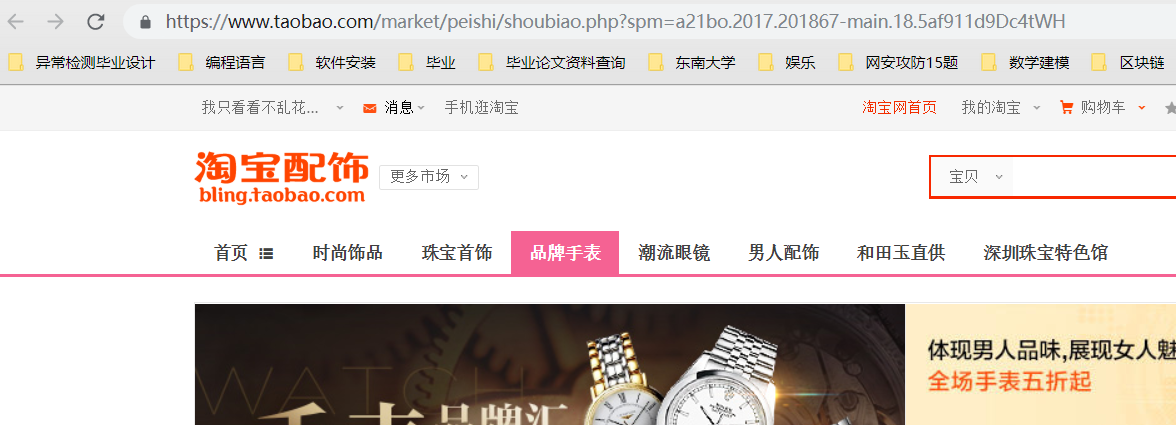 https://www.taobao.com/market/peishi/shoubiao.php?spm=a21bo.2017.201867-main.18.5af911d9Dc4tWH
异常检测毕业设计 编程语言 软件安装 毕业 毕业论文资料查询 东南大学 娱乐 网安攻防15题 数学建模 区块链
我只看看不乱花... 消息 手机逛淘宝 淘宝网首页 我的淘宝 购物车
淘宝配饰
bling.taobao.com
更多市场
宝贝
首页 时尚饰品 珠宝首饰 品牌手表 潮流眼镜 男人配饰 和田玉直供 深圳珠宝特色馆
WATCH
手表品牌汇
ROLEX
体现男人品味,展现女人魅
全场手表五折起